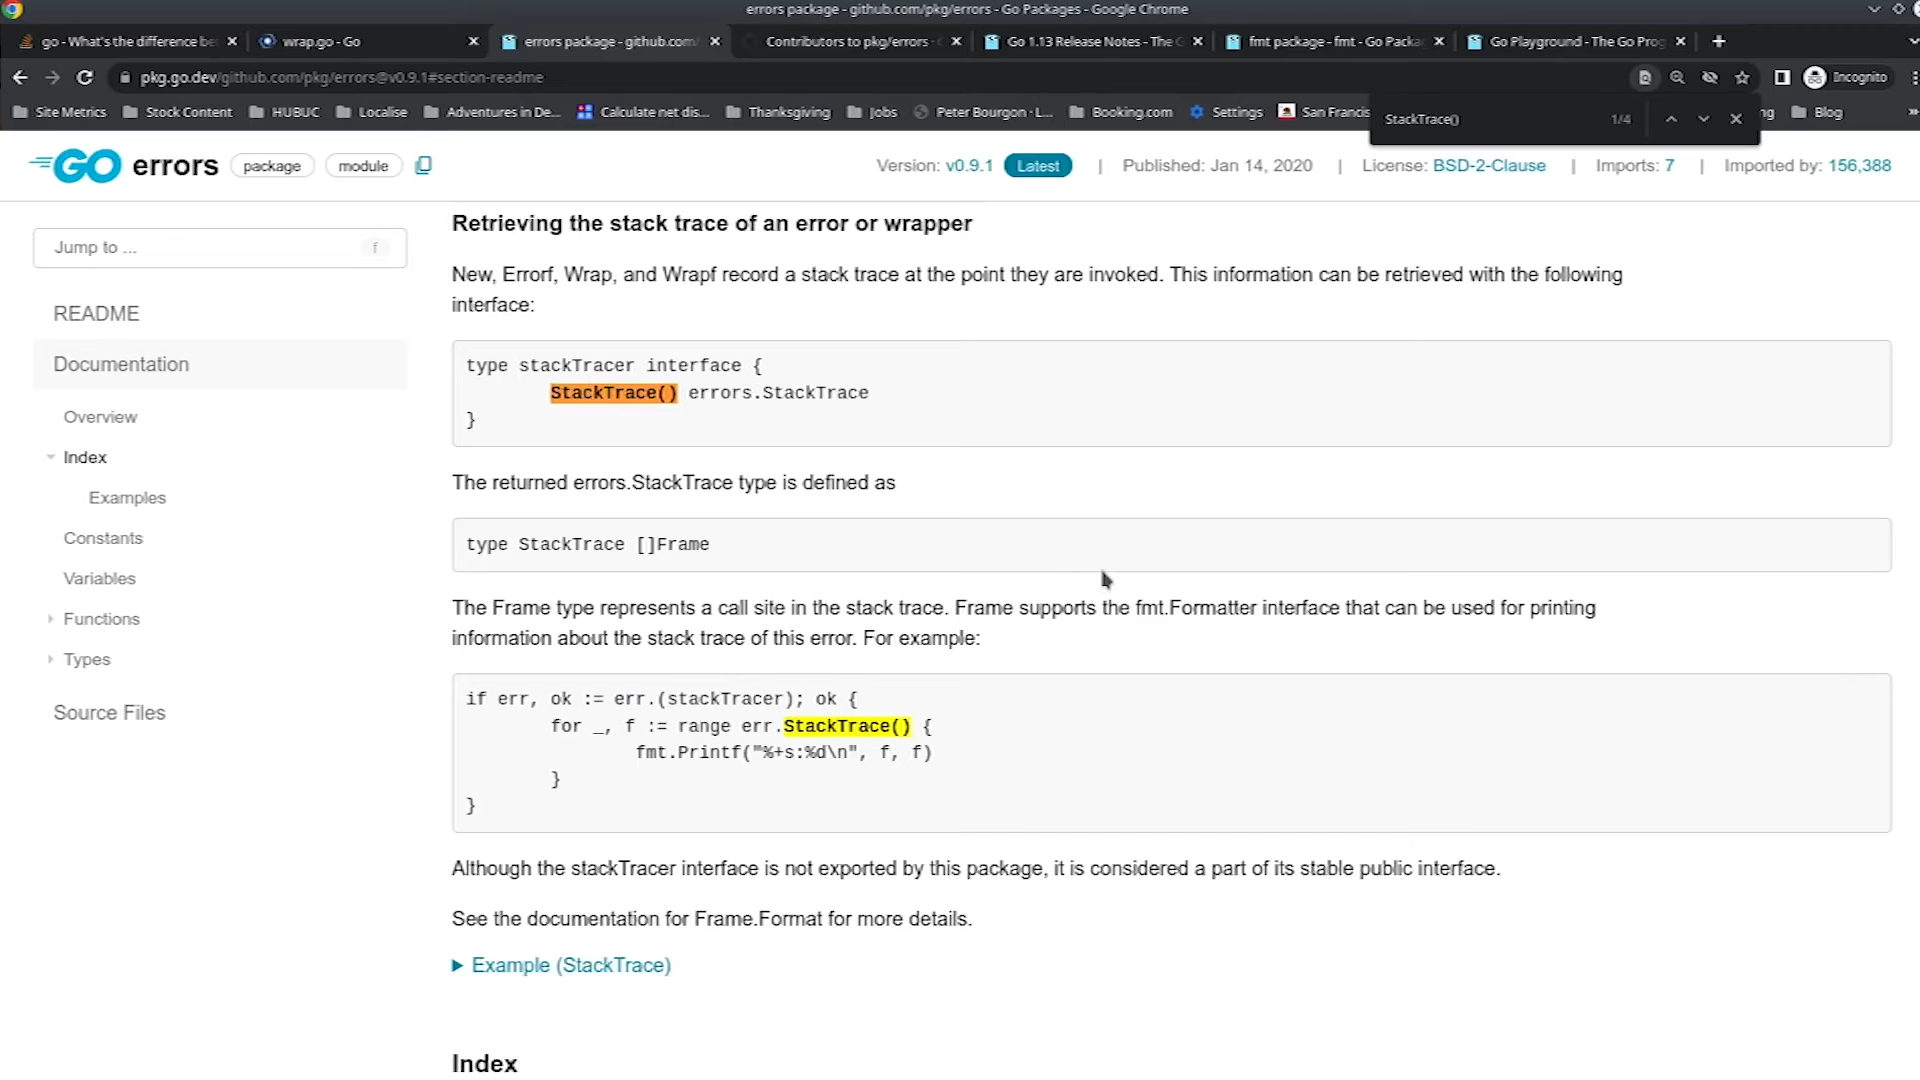 errors package - github.com/pkg/errors - Go Packages - Google Chrome
go - What's the difference be
wrap.go - Go
errors package - github.com/
Contributors to pkg/errors ·
Go 1.13 Release Notes - The G
fmt package - fmt - Go Packa
Go Playground - The Go Prog
pkg.go.dev/github.com/pkg/errors@v0.9.1#section-readme
Incognito
Site Metrics
Stock Content
HUBUC
Localise
Adventures in De...
Calculate net dis...
Thanksgiving
Jobs
Peter Bourgon · L...
Booking.com
Settings
San Francis
ng
Blog
StackTrace()
1/4
GO errors package module
Version: v0.9.1 Latest | Published: Jan 14, 2020 | License: BSD-2-Clause | Imports: 7 | Imported by: 156,388
Jump to ... f
README
Documentation
Overview
Index
Examples
Constants
Variables
Functions
Types
Source Files
Retrieving the stack trace of an error or wrapper
New, Errorf, Wrap, and Wrapf record a stack trace at the point they are invoked. This information can be retrieved with the following
interface:
type stackTracer interface {
StackTrace() errors.StackTrace
}
The returned errors.StackTrace type is defined as
type StackTrace []Frame
The Frame type represents a call site in the stack trace. Frame supports the fmt.Formatter interface that can be used for printing
information about the stack trace of this error. For example:
if err, ok := err.(stackTracer); ok {
for _, f := range err.StackTrace() {
fmt.Printf("%+s:%d\n", f, f)
}
}
Although the stackTracer interface is not exported by this package, it is considered a part of its stable public interface.
See the documentation for Frame.Format for more details.
Example (StackTrace)
Index